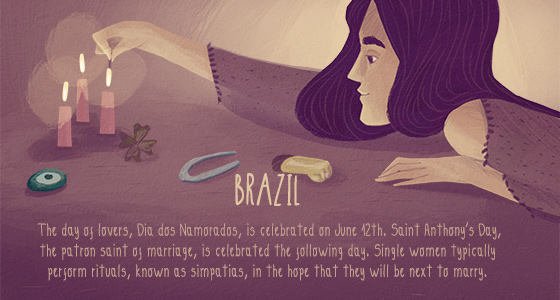 BRAZIL
The day of lovers, Dia dos Namorados, is celebrated on June 12th. Saint Anthony's Day,
the patron saint of marriage, is celebrated the following day. Single women typically
perform rituals, known as simpatias, in the hope that they will be next to marry.